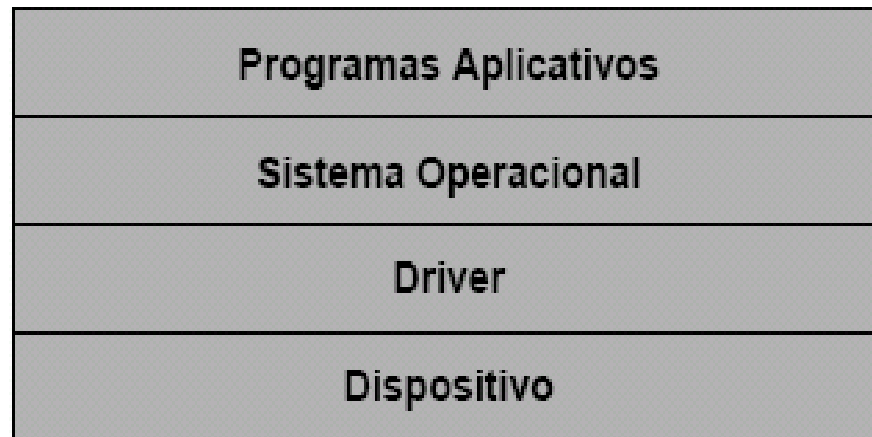 Programas Aplicativos
Sistema Operacional
Driver
Dispositivo